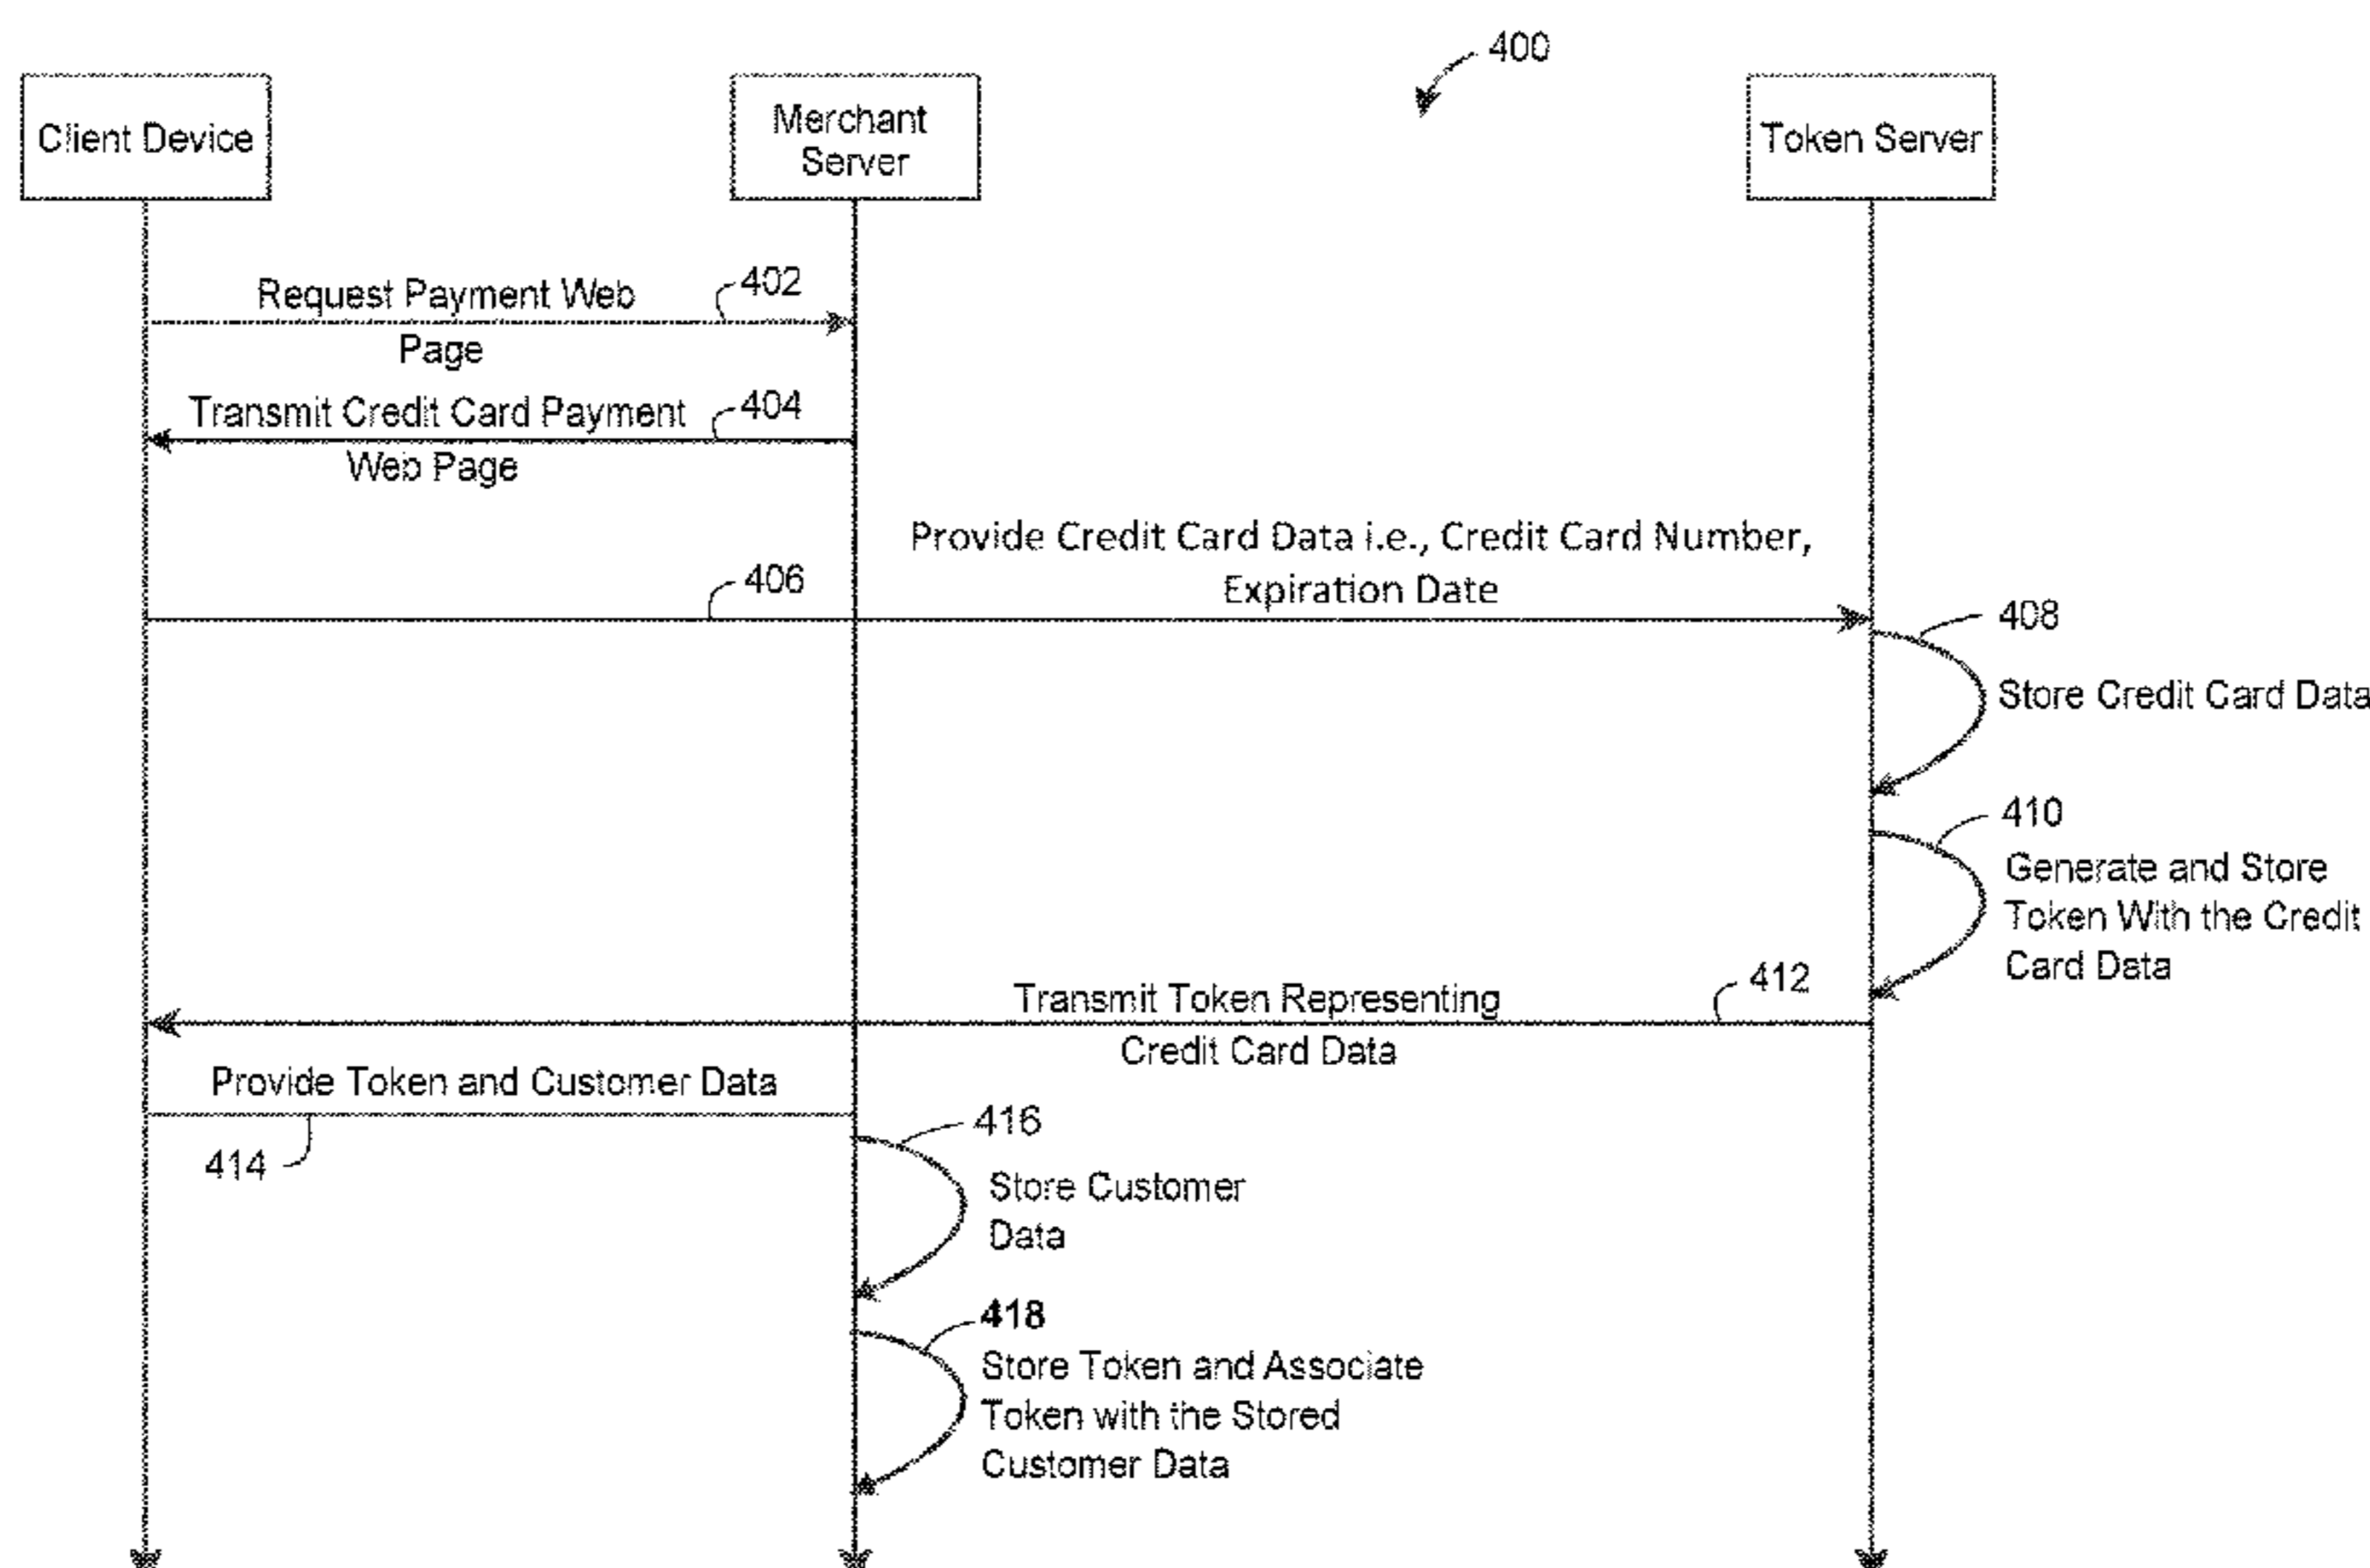 400
Client Device
Merchant
Server
Token Server
Request Payment Web
402
Page
Transmit Credit Card Payment
404
Web Page
Provide Credit Card Data i.e., Credit Card Number,
Expiration Date
406
408
Store Credit Card Data
410
Generate and Store
Token With the Credit
Card Data
Transmit Token Representing
412
Credit Card Data
Provide Token and Customer Data
414
416
Store Customer
Data
418
Store Token and Associate
Token with the Stored
Customer Data